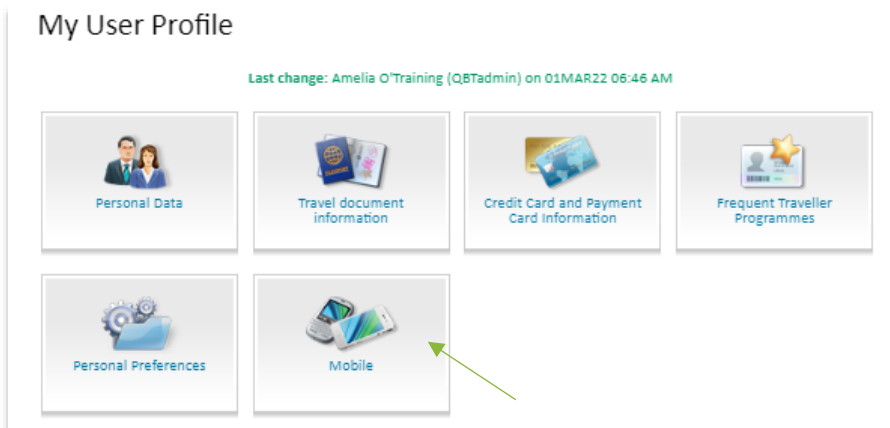 My User Profile
Last change: Amelia O'Training (QBTadmin) on 01MAR22 06:46 AM
Personal Data
Travel document
information
Credit Card and Payment
Card Information
Frequent Traveller
Programmes
Personal Preferences
Mobile